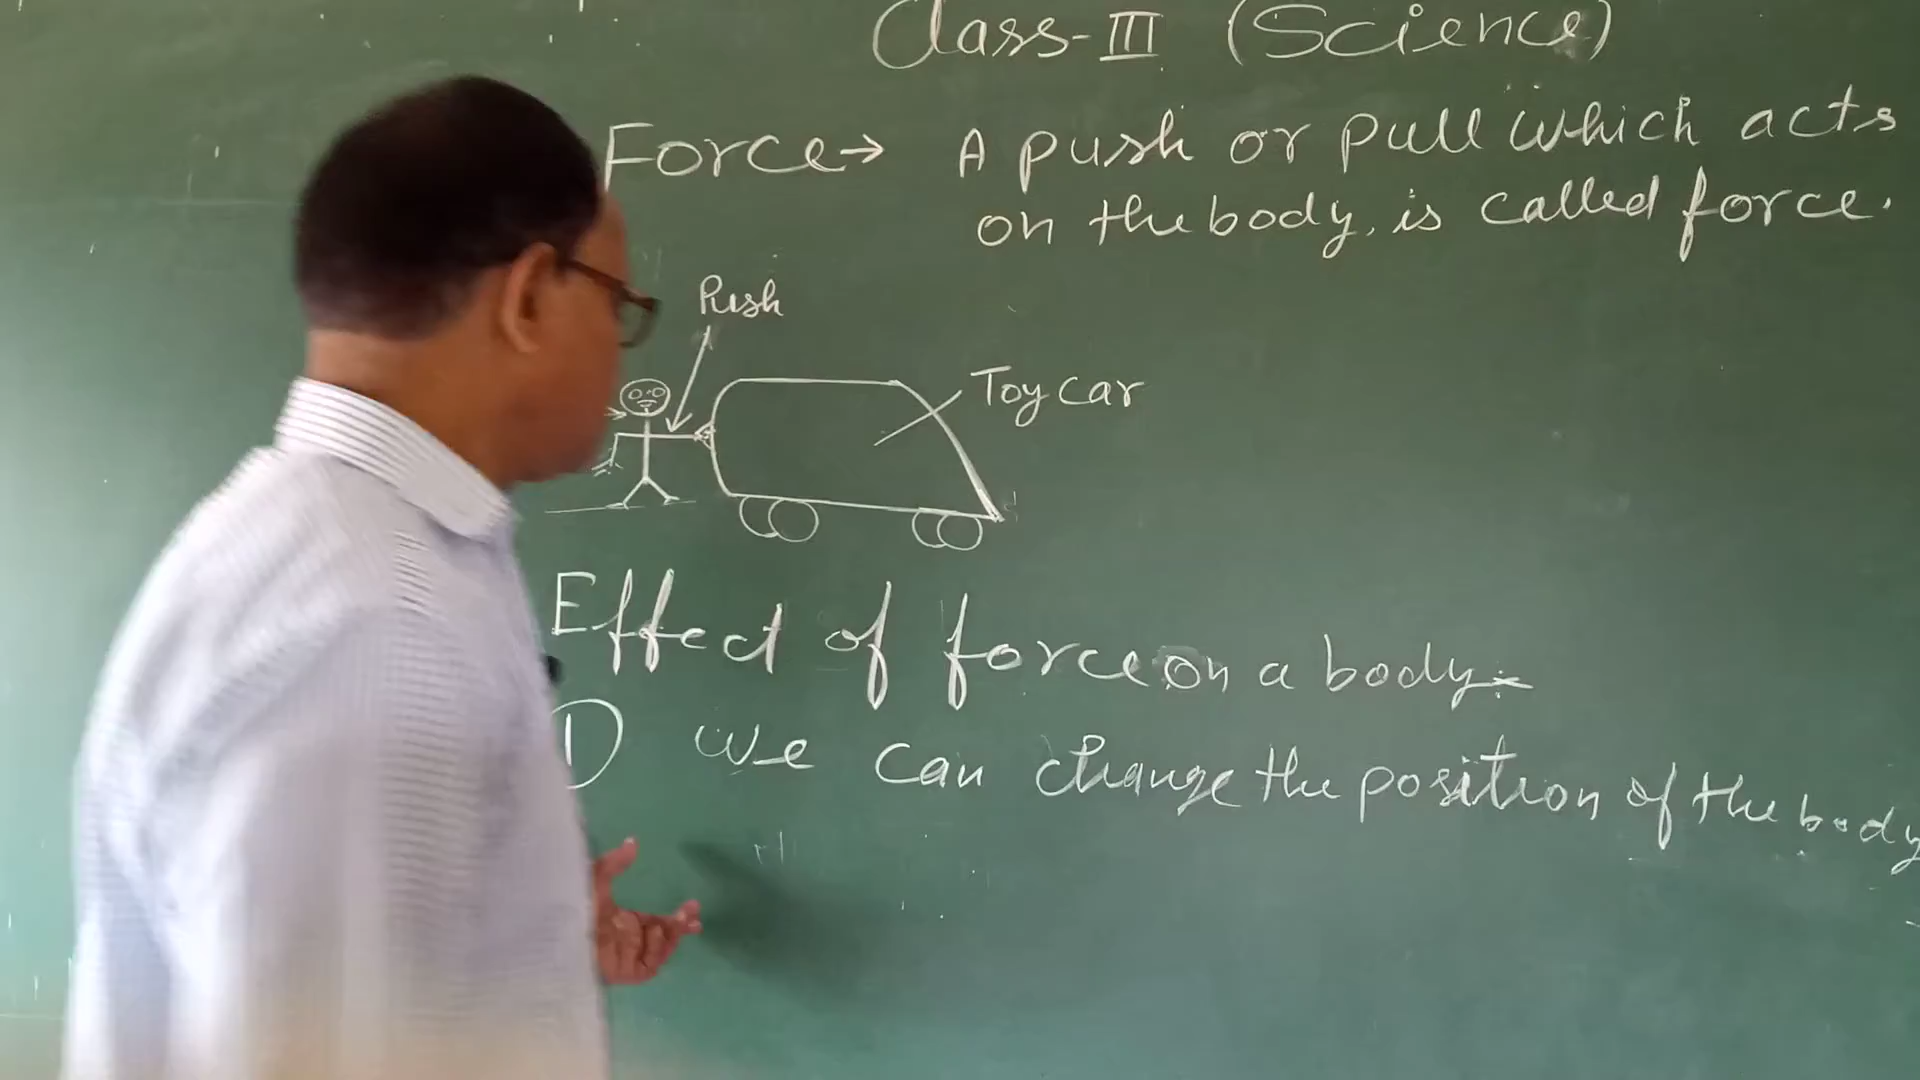 Class-III (Science)
Force→ A push or pull which acts
on the body, is called force.
Push
Toy car
Effect of force on a body:-
1) we can change the position of the body